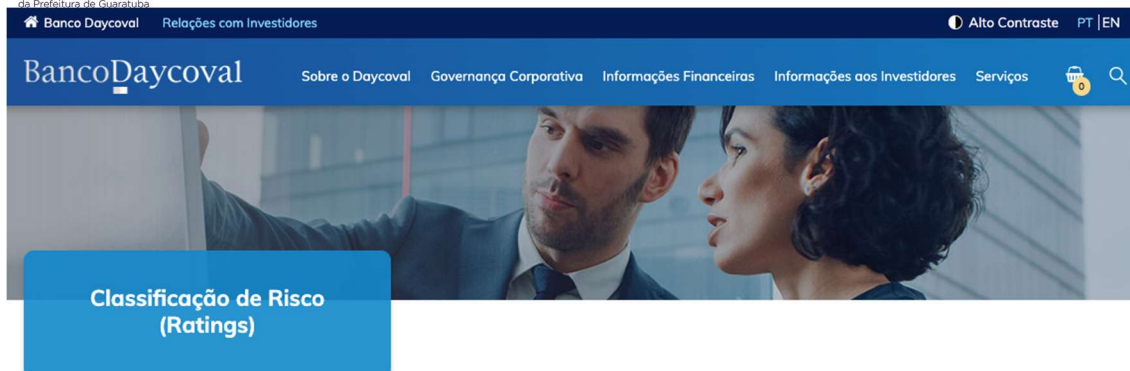 da Prefeitura de Guaratuba
Banco Daycoval Relações com Investidores Alto Contraste PT | EN
BancoDaycoval Sobre o Daycoval Governança Corporativa Informações Financeiras Informações aos Investidores Serviços 0
Classificação de Risco
(Ratings)